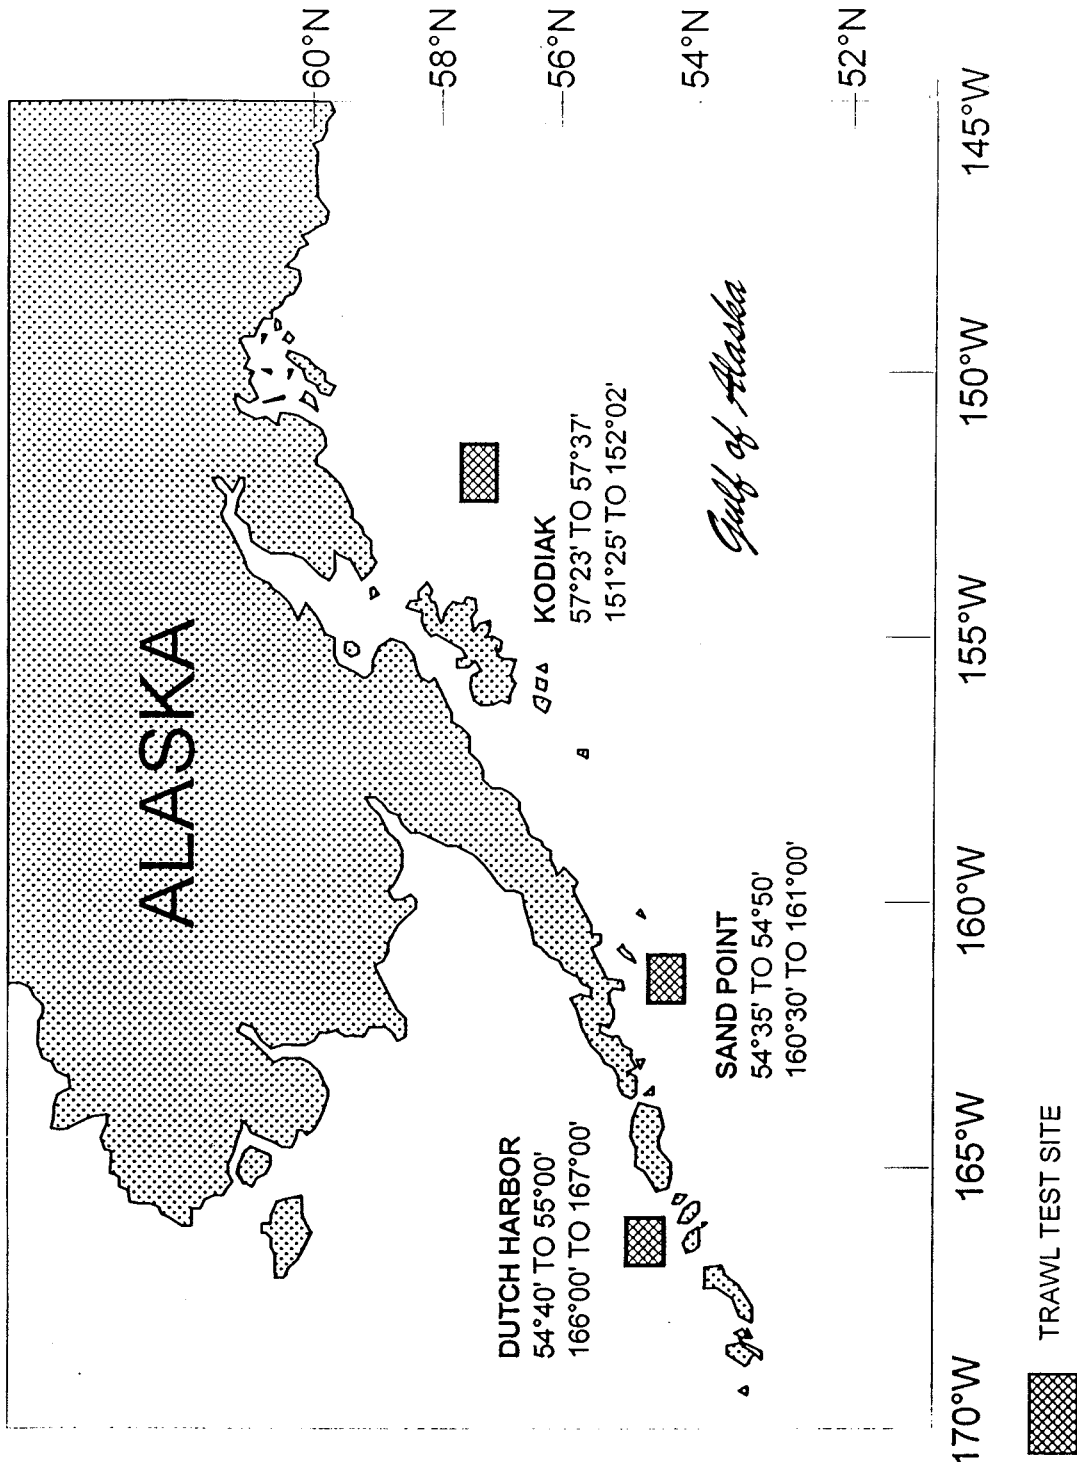 ALASKA
60°N
58°N
56°N
54°N
52°N
KODIAK
57°23' TO 57°37'
151°25' TO 152°02'
Gulf of Alaska
SAND POINT
54°35' TO 54°50'
160°30' TO 161°00'
DUTCH HARBOR
54°40' TO 55°00'
166°00' TO 167°00'
170°W
165°W
160°W
155°W
150°W
145°W
TRAWL TEST SITE